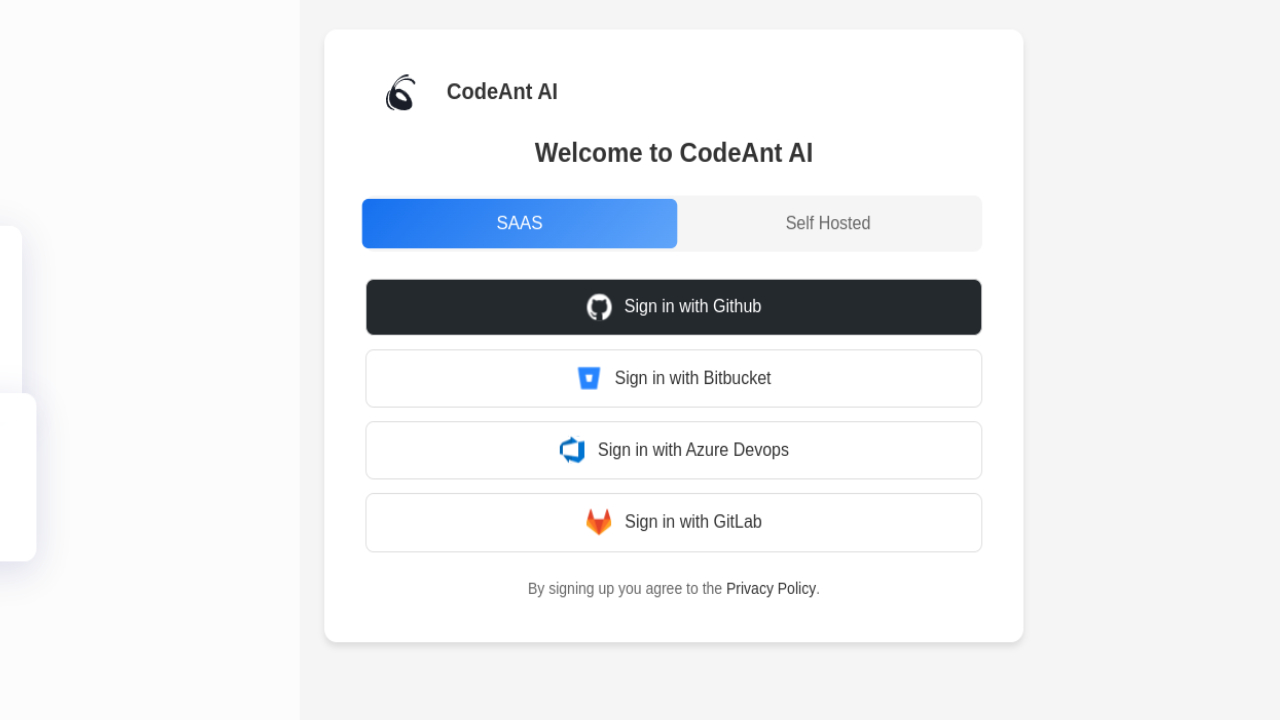 CodeAnt AI
Welcome to CodeAnt AI
SAAS
Self Hosted
Sign in with Github
Sign in with Bitbucket
Sign in with Azure Devops
Sign in with GitLab
By signing up you agree to the Privacy Policy.